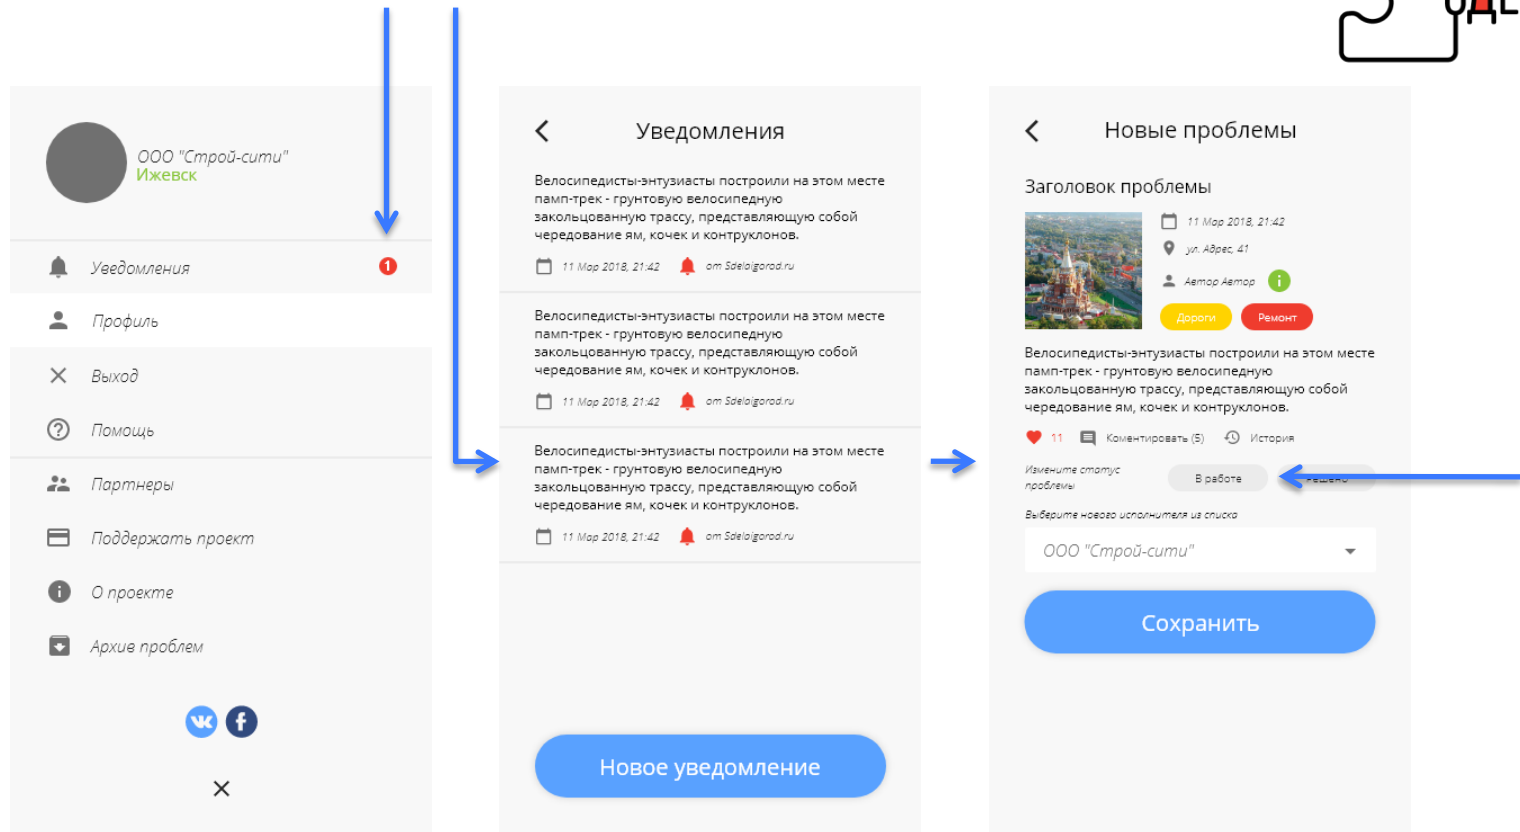 ООО "Строй-сити"
Ижевск
Уведомления
1
Профиль
Выход
Помощь
Партнеры
Поддержать проект
О проекте
Архив проблем
Уведомления
Велосипедисты-энтузиасты построили на этом месте
памп-трек - грунтовую велосипедную
закольцованную трассу, представляющую собой
чередование ям, кочек и контруклонов.
11 Мар 2018, 21:42 от Sdelaigorod.ru
Велосипедисты-энтузиасты построили на этом месте
памп-трек - грунтовую велосипедную
закольцованную трассу, представляющую собой
чередование ям, кочек и контруклонов.
11 Мар 2018, 21:42 от Sdelaigorod.ru
Велосипедисты-энтузиасты построили на этом месте
памп-трек - грунтовую велосипедную
закольцованную трассу, представляющую собой
чередование ям, кочек и контруклонов.
11 Мар 2018, 21:42 от Sdelaigorod.ru
Новое уведомление
Новые проблемы
Заголовок проблемы
11 Мар 2018, 21:42
ул. Адрес, 41
Автор Автор
Дороги Ремонт
Велосипедисты-энтузиасты построили на этом месте
памп-трек - грунтовую велосипедную
закольцованную трассу, представляющую собой
чередование ям, кочек и контруклонов.
11 Коментировать (5) История
Измените статус
проблемы
В работе Решено
Выберите нового исполнителя из списка
ООО "Строй-сити"
Сохранить